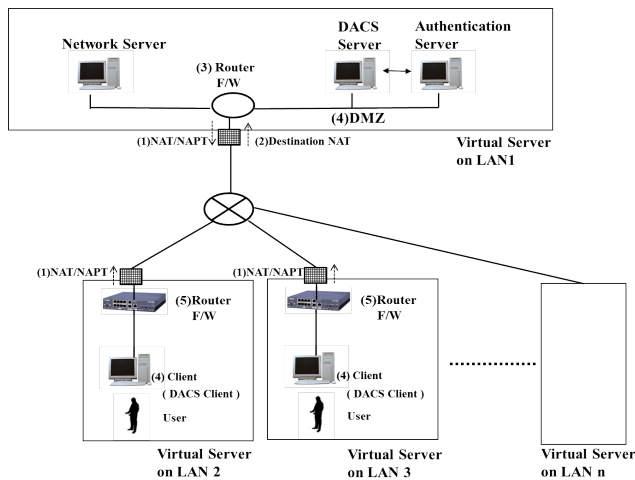 DACS
Server
Authentication
Server
Network Server
(3) Router
F/W
(4)DMZ
(1)NAT/NAPT
(2)Destination NAT
Virtual Server
on LAN1
(1)NAT/NAPT
(1)NAT/NAPT
(5)Router
F/W
(5)Router
F/W
(4) Client
( DACS Client )
User
(4) Client
( DACS Client )
User
Virtual Server
on LAN 2
Virtual Server
on LAN 3
Virtual Server
on LAN n